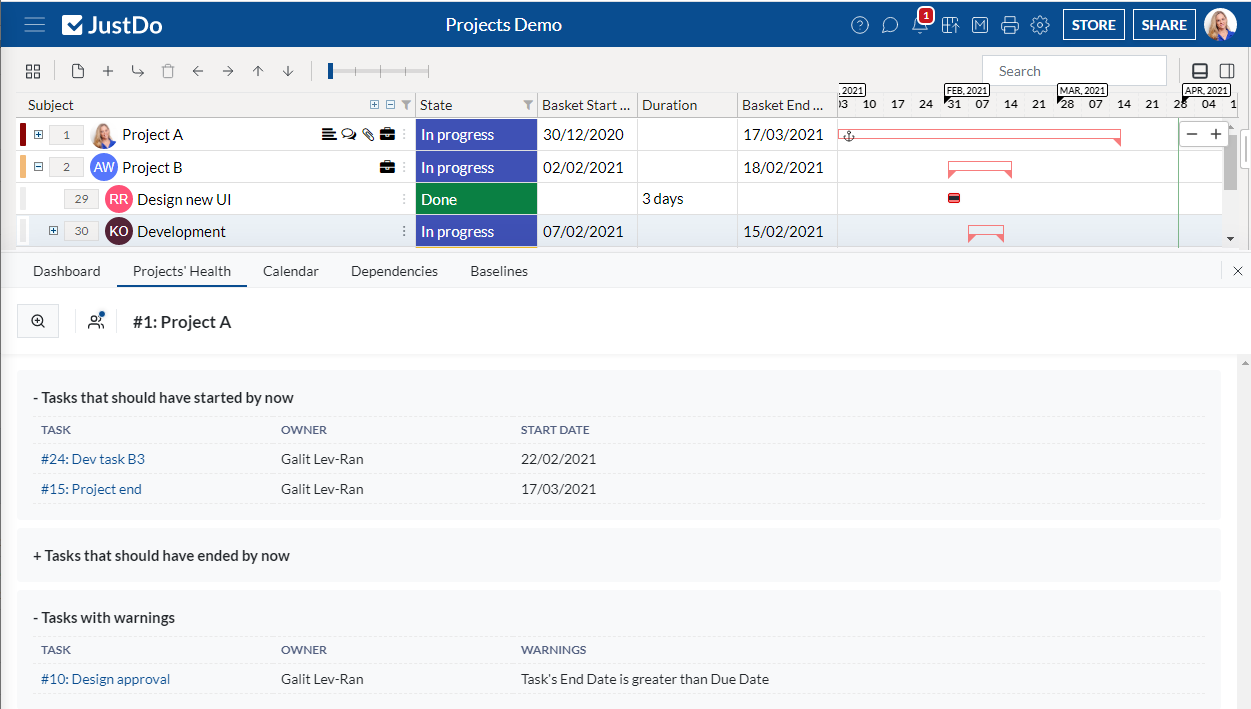 JustDo
Projects Demo
1
STORE
SHARE
Search
, 2021 FEB, 2021 MAR, 2021 APR, 2021
Subject State Basket Start ... Duration Basket End ... 03 10 17 24 31 07 14 21 28 07 14 21 28 04 1
1 Project A In progress 30/12/2020 17/03/2021
2 AW Project B In progress 02/02/2021 18/02/2021
29 RR Design new UI Done 3 days
30 KO Development In progress 07/02/2021 15/02/2021
Dashboard Projects' Health Calendar Dependencies Baselines
#1: Project A
- Tasks that should have started by now
TASK OWNER START DATE
#24: Dev task B3 Galit Lev-Ran 22/02/2021
#15: Project end Galit Lev-Ran 17/03/2021
+ Tasks that should have ended by now
- Tasks with warnings
TASK OWNER WARNINGS
#10: Design approval Galit Lev-Ran Task's End Date is greater than Due Date